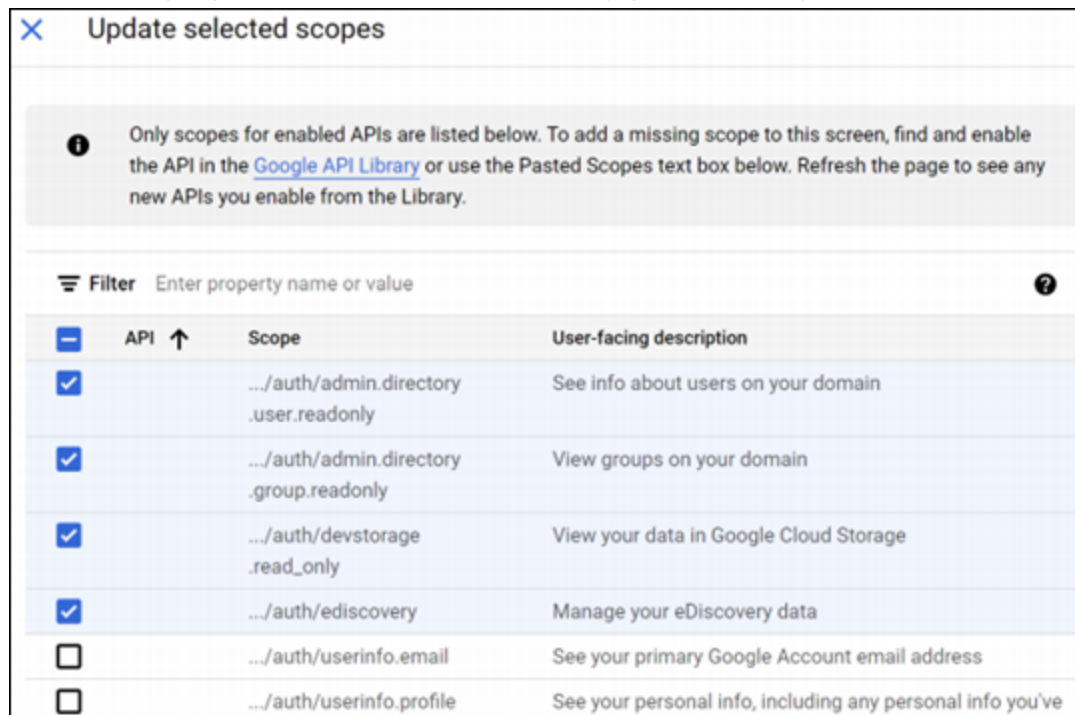 Update selected scopes
Only scopes for enabled APIs are listed below. To add a missing scope to this screen, find and enable
the API in the Google API Library or use the Pasted Scopes text box below. Refresh the page to see any
new APIs you enable from the Library.
Filter Enter property name or value
API Scope User-facing description
.../auth/admin.directory See info about users on your domain
.user.readonly
.../auth/admin.directory View groups on your domain
.group.readonly
.../auth/devstorage View your data in Google Cloud Storage
.read_only
.../auth/ediscovery Manage your eDiscovery data
.../auth/userinfo.email See your primary Google Account email address
.../auth/userinfo.profile See your personal info, including any personal info you've